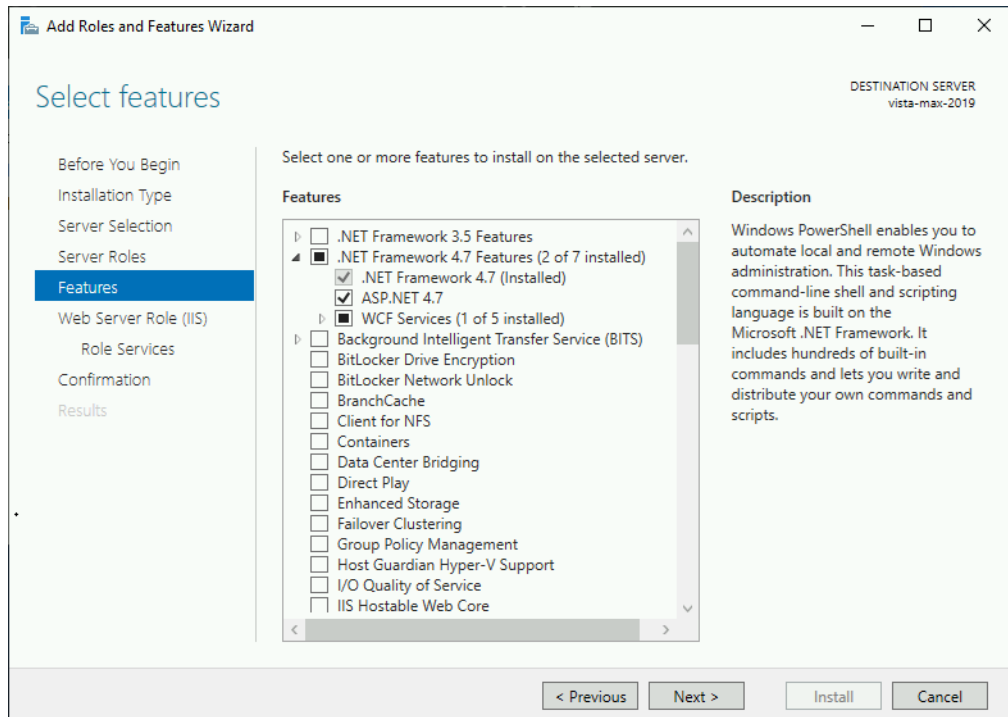 Add Roles and Features Wizard
Select features
DESTINATION SERVER
vista-max-2019
Before You Begin
Installation Type
Server Selection
Server Roles
Features
Web Server Role (IIS)
Role Services
Confirmation
Results
Select one or more features to install on the selected server.
Features
.NET Framework 3.5 Features
.NET Framework 4.7 Features (2 of 7 installed)
.NET Framework 4.7 (Installed)
ASP.NET 4.7
WCF Services (1 of 5 installed)
Background Intelligent Transfer Service (BITS)
BitLocker Drive Encryption
BitLocker Network Unlock
BranchCache
Client for NFS
Containers
Data Center Bridging
Direct Play
Enhanced Storage
Failover Clustering
Group Policy Management
Host Guardian Hyper-V Support
I/O Quality of Service
IIS Hostable Web Core
Description
Windows PowerShell enables you to
automate local and remote Windows
administration. This task-based
command-line shell and scripting
language is built on the
Microsoft .NET Framework. It
includes hundreds of built-in
commands and lets you write and
distribute your own commands and
scripts.
< Previous
Next >
Install
Cancel